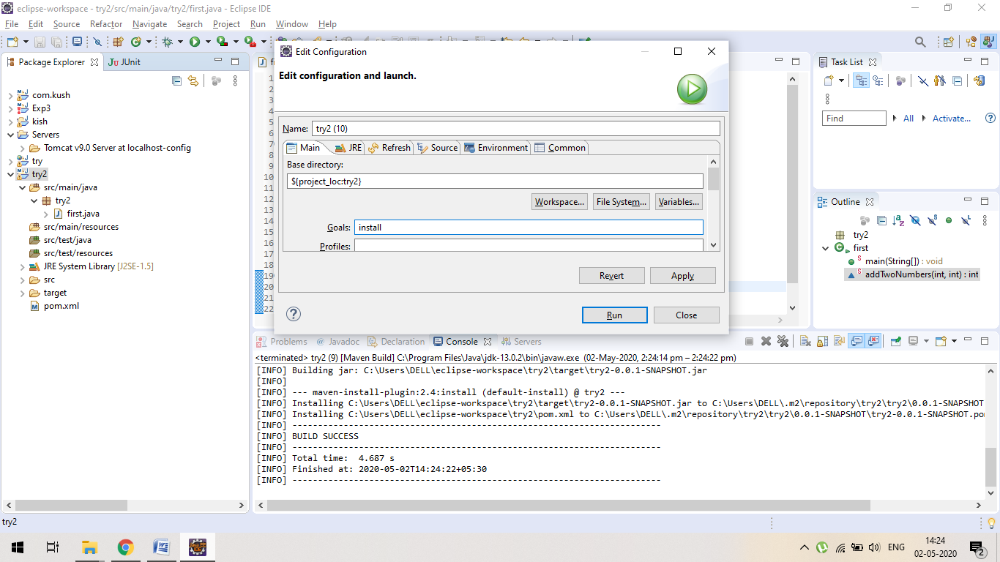 eclipse-workspace - try2/src/main/java/try2/first.java - Eclipse IDE
File Edit Source Refactor Navigate Search Project Run Window Help
Package Explorer
JUnit
com.kush
Exp3
kish
Servers
Tomcat v9.0 Server at localhost-config
try
try2
src/main/java
try2
first.java
src/main/resources
src/test/java
src/test/resources
JRE System Library [J2SE-1.5]
src
target
pom.xml
1
2
3
4
5
6
7
8
9
10
11
12
13
14
15
16
17
18
19
20
21
22
Edit Configuration
Edit configuration and launch.
Name: try2 (10)
Main JRE Refresh Source Environment Common
Base directory:
${project_loc:try2}
Workspace... File System... Variables...
Goals: install
Profiles:
Revert Apply
Run Close
Task List
Find All Activate...
Outline
try2
first
main(String[]) : void
addTwoNumbers(int, int) : int
Problems @ Javadoc Declaration Console Servers
<terminated> try2 (9) [Maven Build] C:\Program Files\Java\jdk-13.0.2\bin\javaw.exe (02-May-2020, 2:24:14 pm – 2:24:22 pm)
[INFO] Building jar: C:\Users\DELL\eclipse-workspace\try2\target\try2-0.0.1-SNAPSHOT.jar
[INFO]
[INFO] --- maven-install-plugin:2.4:install (default-install) @ try2 ---
[INFO] Installing C:\Users\DELL\eclipse-workspace\try2\target\try2-0.0.1-SNAPSHOT.jar to C:\Users\DELL\.m2\repository\try2\try2\0.0.1-SNAPSHOT
[INFO] Installing C:\Users\DELL\eclipse-workspace\try2\pom.xml to C:\Users\DELL\.m2\repository\try2\try2\0.0.1-SNAPSHOT\try2-0.0.1-SNAPSHOT.po
[INFO] ------------------------------------------------------------------------
[INFO] BUILD SUCCESS
[INFO] ------------------------------------------------------------------------
[INFO] Total time:  4.687 s
[INFO] Finished at: 2020-05-02T14:24:22+05:30
[INFO] ------------------------------------------------------------------------
try2
ENG
14:24
02-05-2020
2